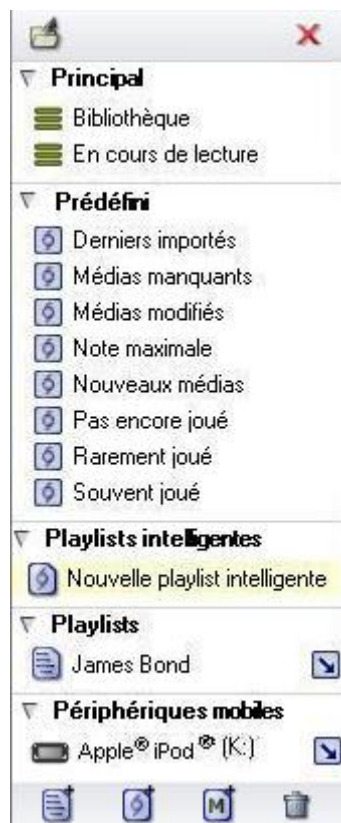 Principal
Bibliothèque
En cours de lecture
Prédéfini
Derniers importés
Médias manquants
Médias modifiés
Note maximale
Nouveaux médias
Pas encore joué
Rarement joué
Souvent joué
Playlists intelligentes
Nouvelle playlist intelligente
Playlists
James Bond
Périphériques mobiles
Apple® iPod® (K:)
M